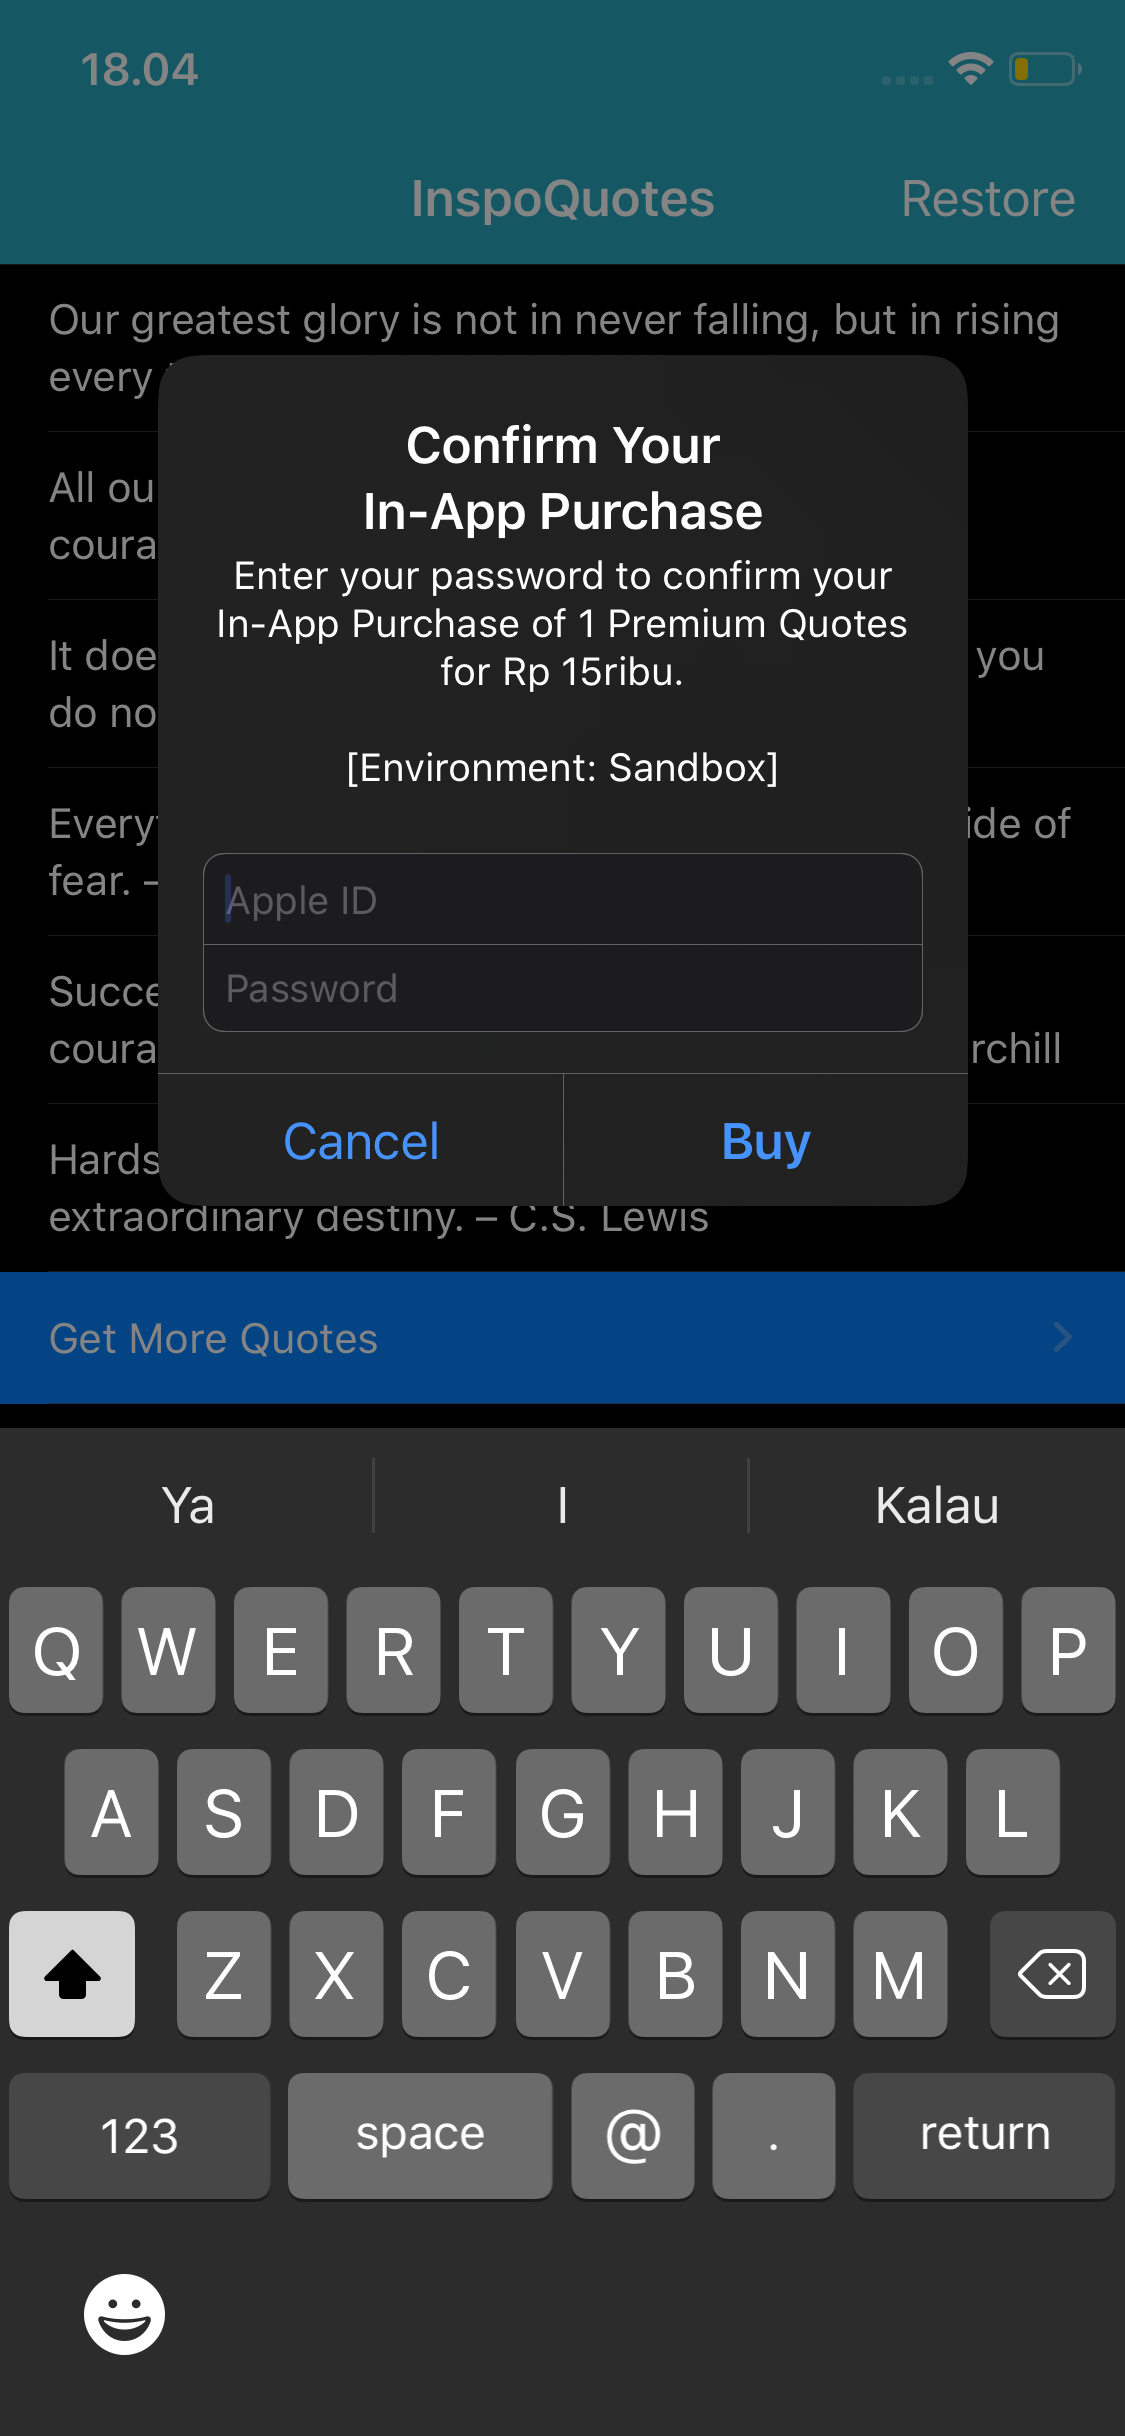 18.04
InspoQuotes
Restore
Our greatest glory is not in never falling, but in rising
every
Confirm Your
In-App Purchase
Enter your password to confirm your
In-App Purchase of 1 Premium Quotes
for Rp 15ribu.
[Environment: Sandbox]
Apple ID
Password
Cancel
Buy
All ou
coura
It doe
you
do no
Every
ide of
fear. –
Succe
coura
rchill
Hards
extraordinary destiny. – C.S. Lewis
Get More Quotes
Ya
I
Kalau
Q W E R T Y U I O P
A S D F G H J K L
Z X C V B N M
123
space
@
.
return